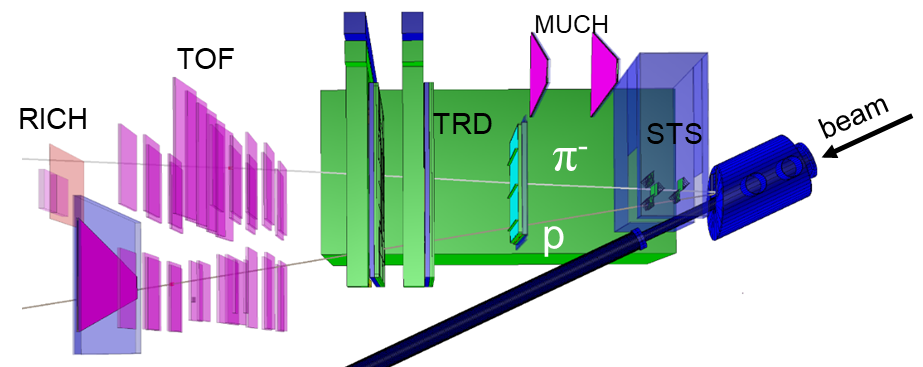 MUCH
TOF
RICH
TRD
STS
beam
π⁻
p